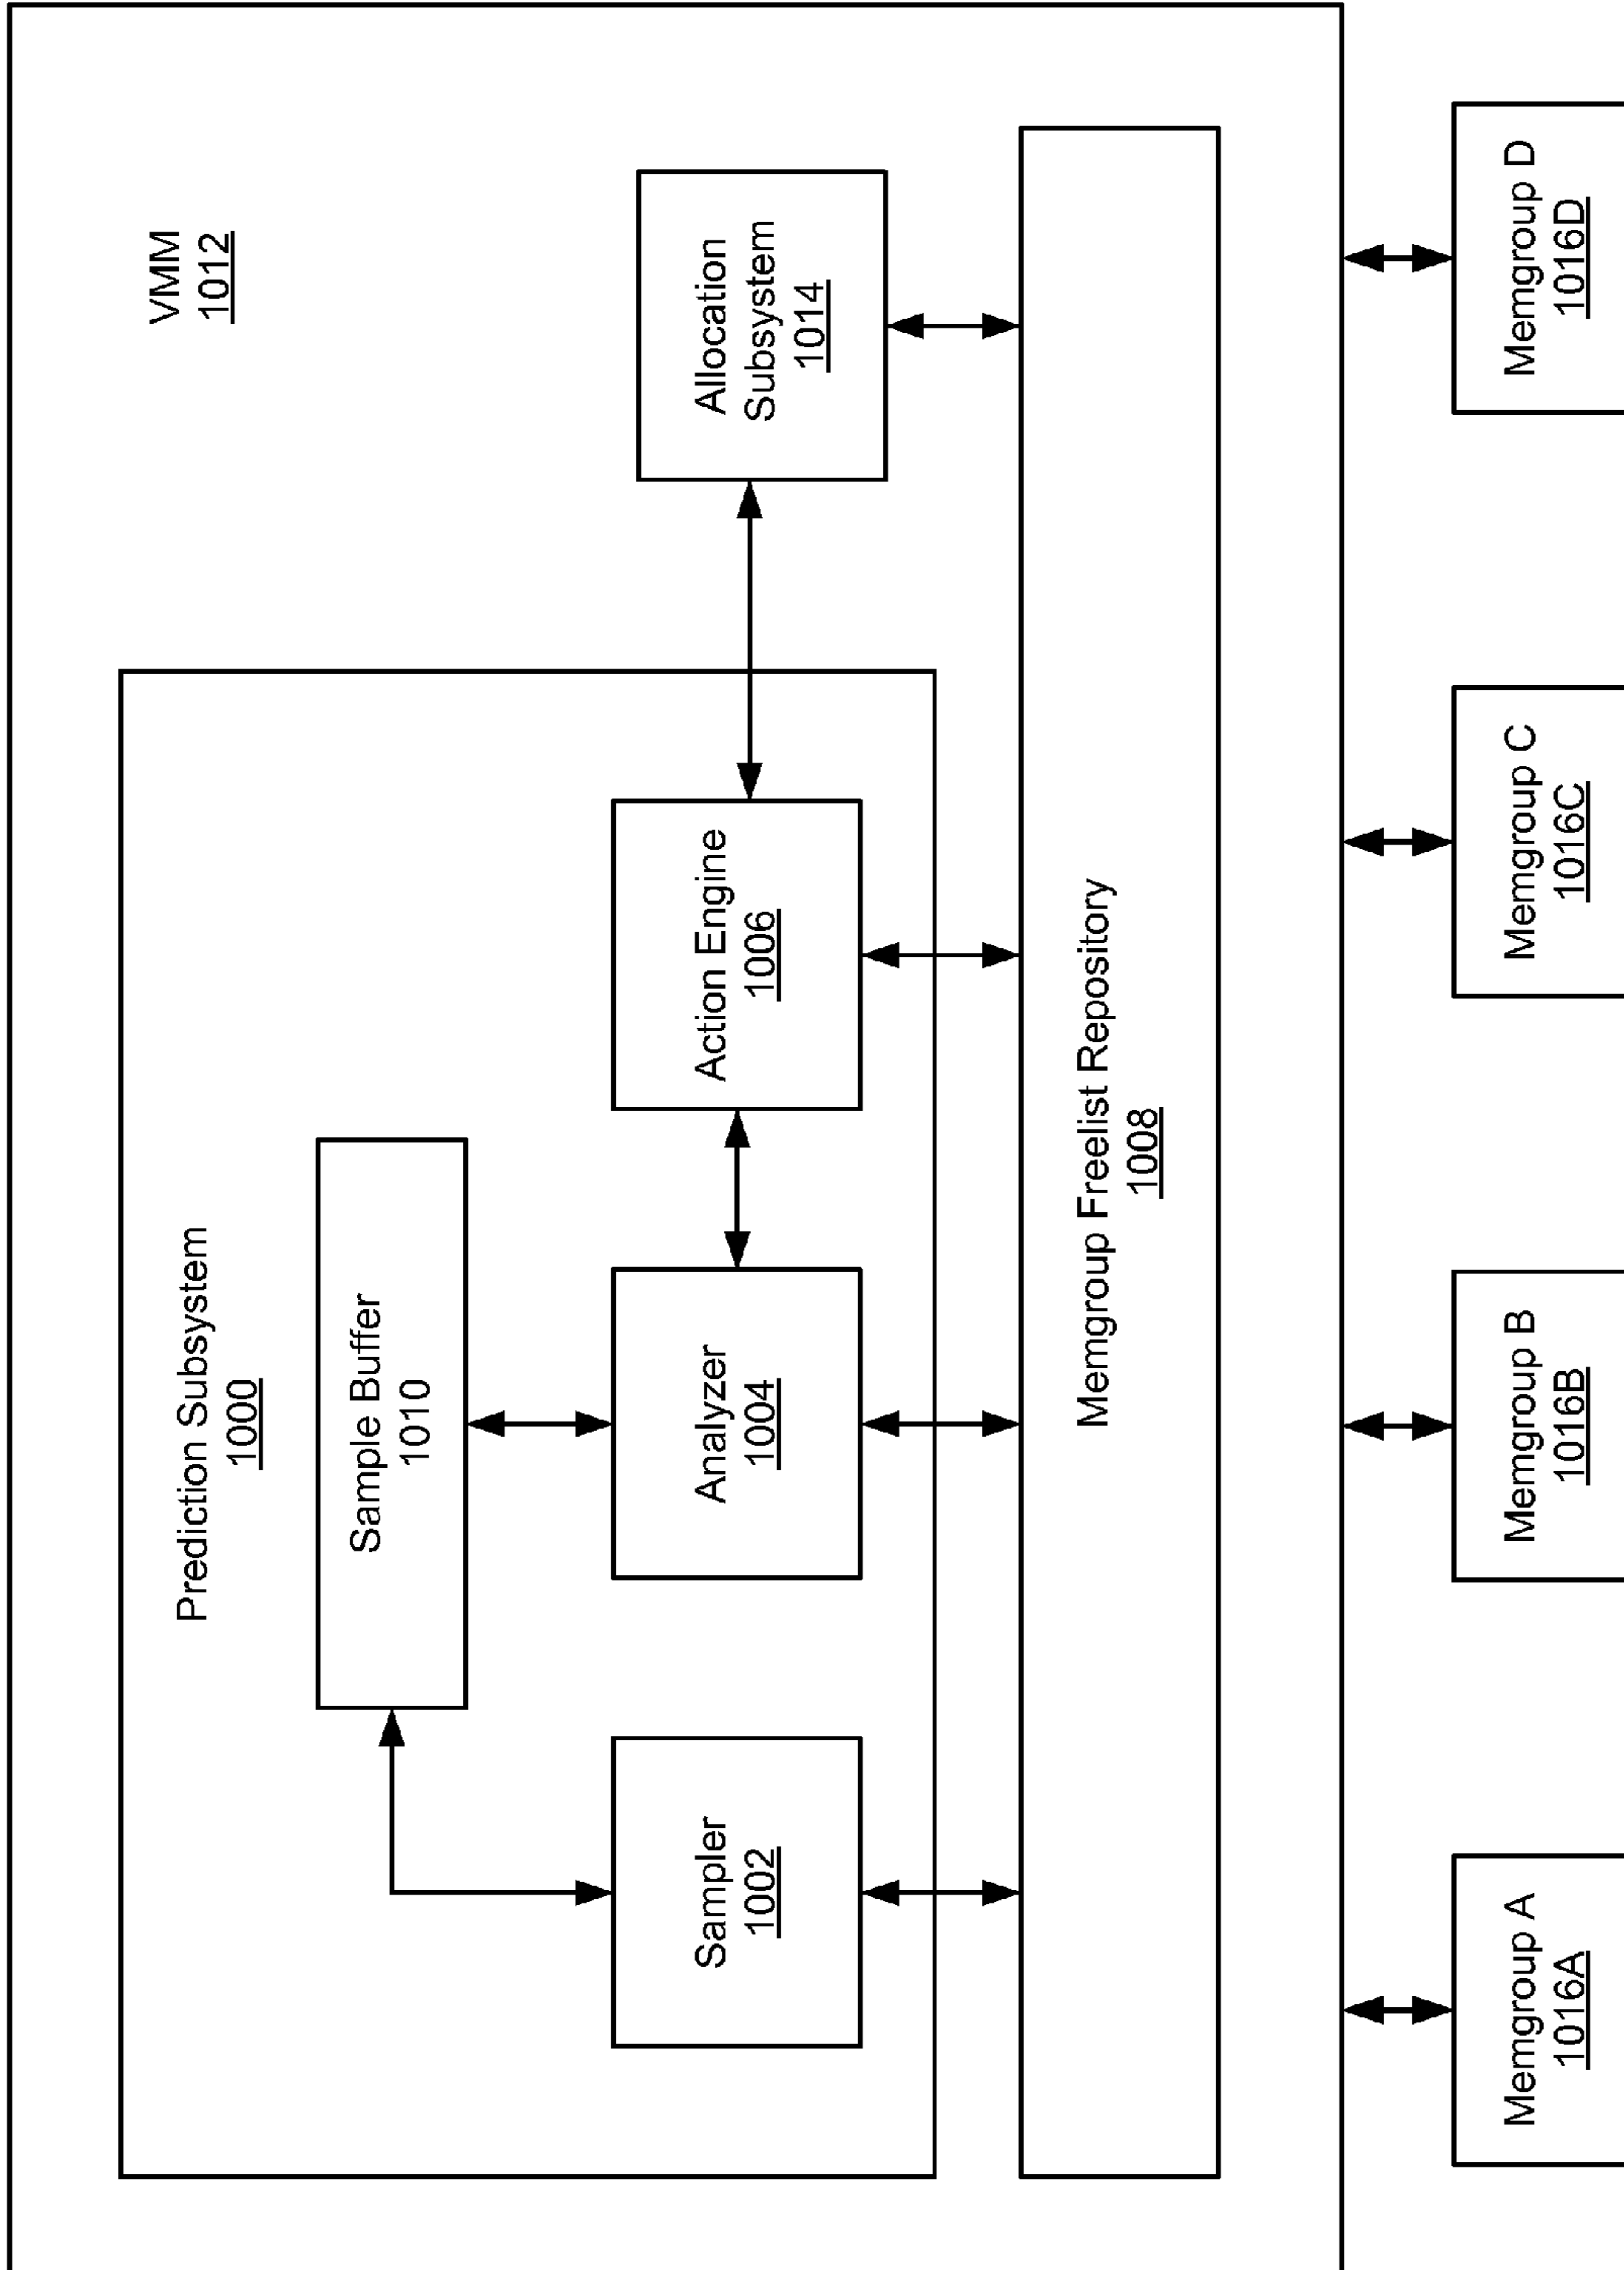 VMM
1012
Prediction Subsystem
1000
Sample Buffer
1010
Sampler
1002
Analyzer
1004
Action Engine
1006
Allocation
Subsystem
1014
Memgroup Freelist Repository
1008
Memgroup A
1016A
Memgroup B
1016B
Memgroup C
1016C
Memgroup D
1016D